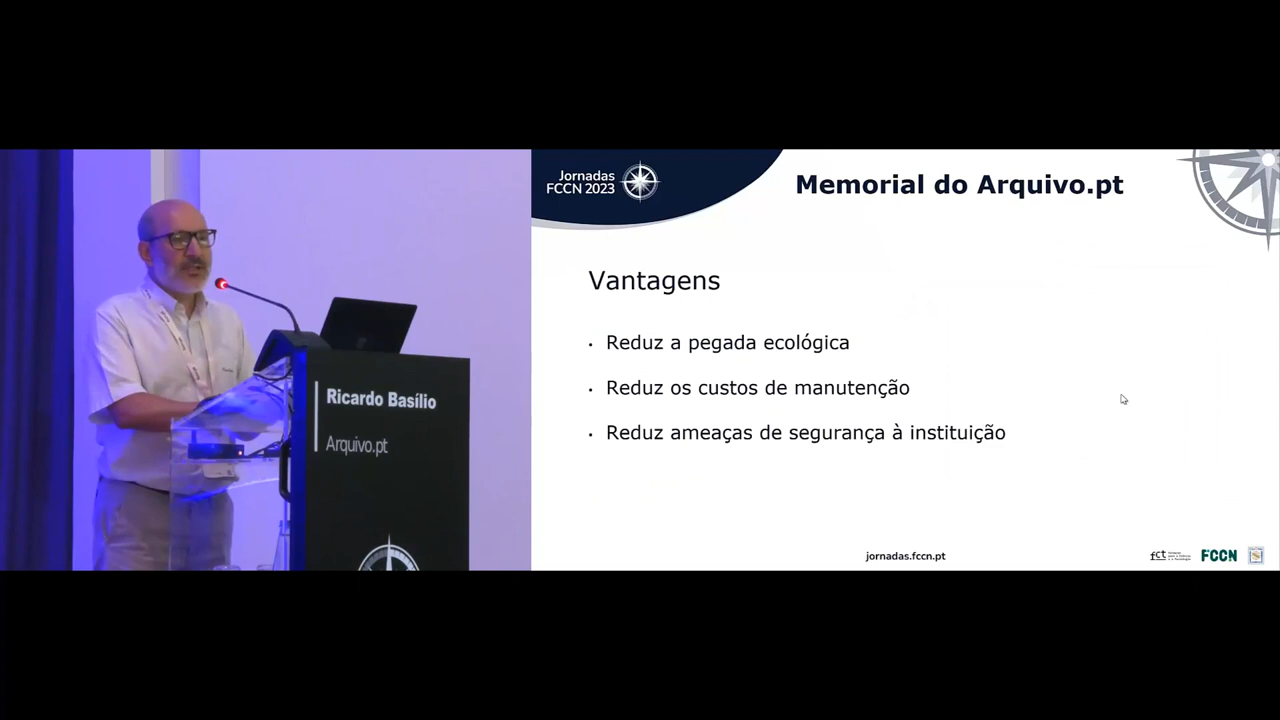 Ricardo Basílio
Arquivo.pt
Jornadas
FCCN 2023
Memorial do Arquivo.pt
Vantagens
Reduz a pegada ecológica
Reduz os custos de manutenção
Reduz ameaças de segurança à instituição
jornadas.fccn.pt
fct
FCCN